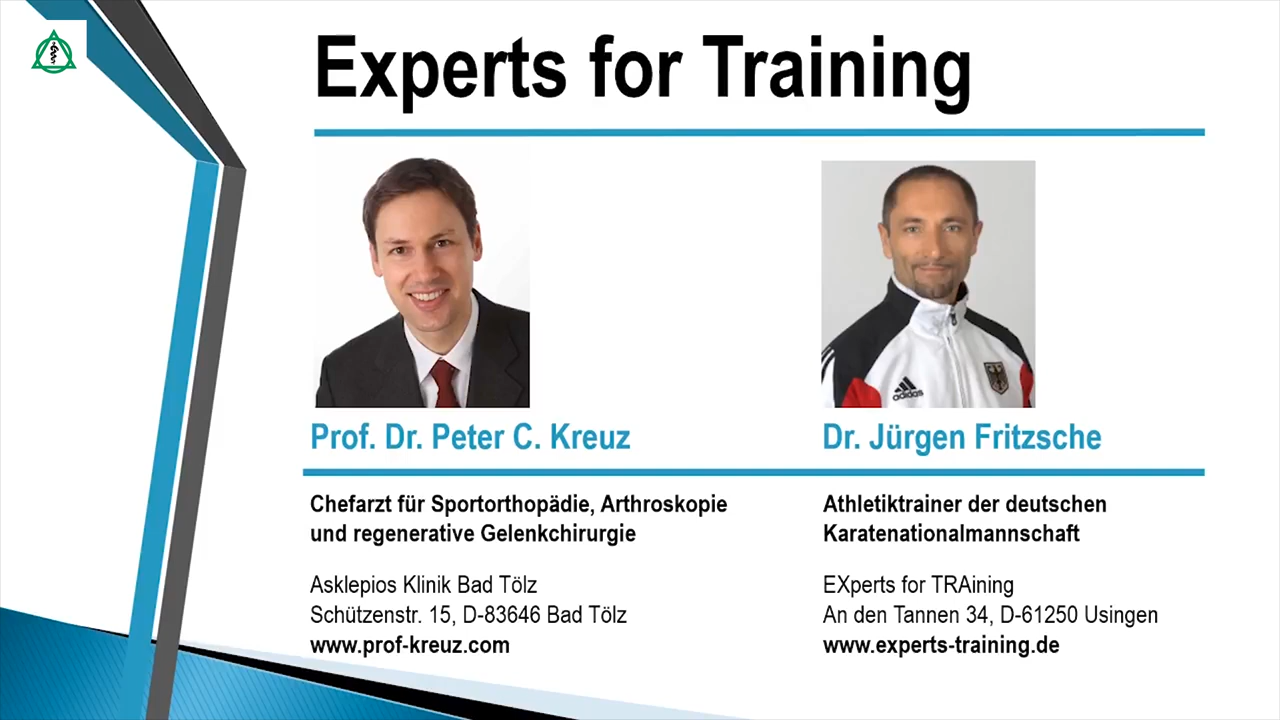 Experts for Training
adidas
Prof. Dr. Peter C. Kreuz
Dr. Jürgen Fritzsche
Chefarzt für Sportorthopädie, Arthroskopie
und regenerative Gelenkchirurgie
Athletiktrainer der deutschen
Karatenationalmannschaft
Asklepios Klinik Bad Tölz
Schützenstr. 15, D-83646 Bad Tölz
www.prof-kreuz.com
EXperts for TRAining
An den Tannen 34, D-61250 Usingen
www.experts-training.de